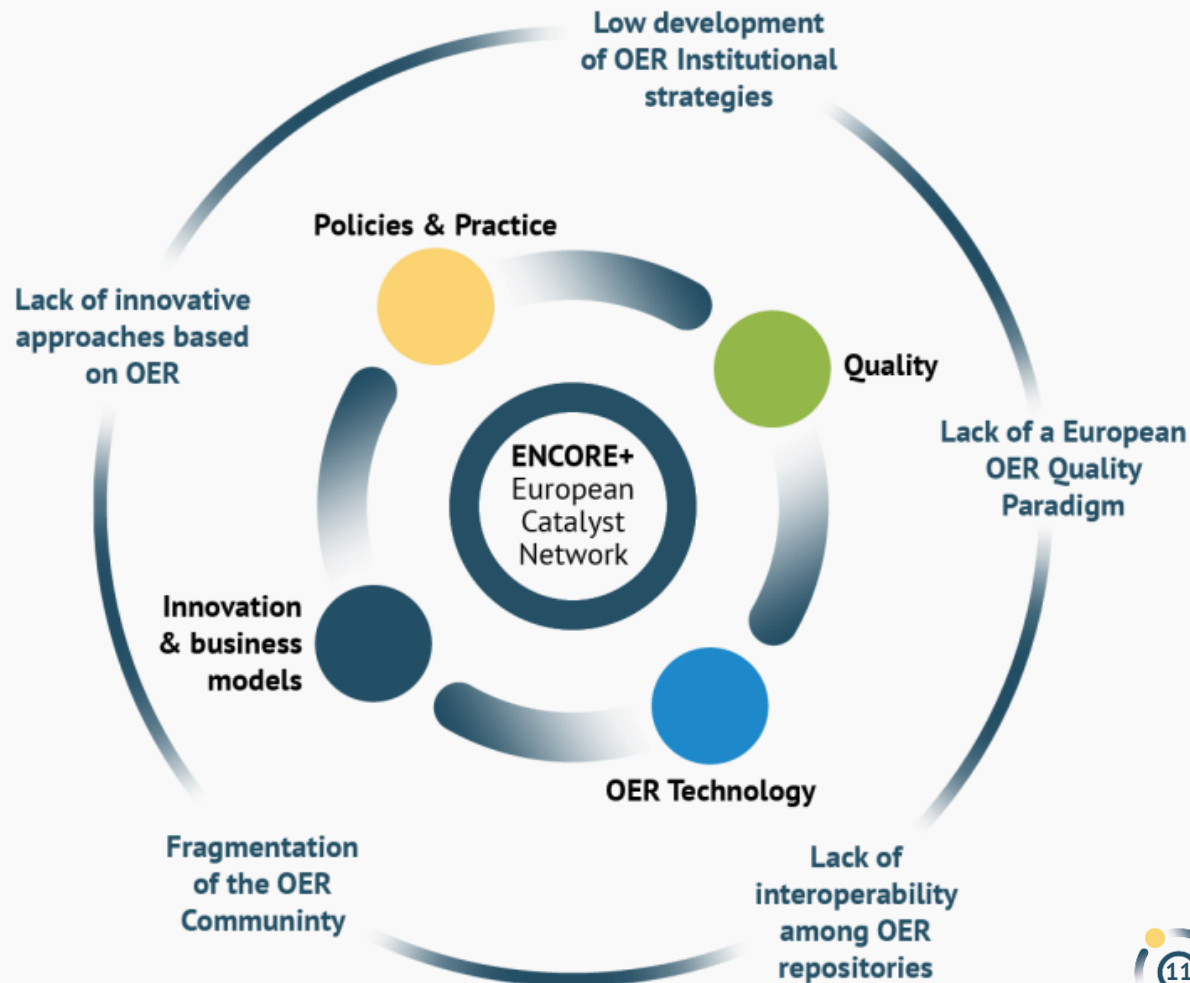 Low development
of OER Institutional
strategies
Policies & Practice
Lack of innovative
approaches based
on OER
Quality
Lack of a European
OER Quality
Paradigm
ENCORE+
European
Catalyst
Network
Innovation
& business
models
OER Technology
Fragmentation
of the OER
Communinty
Lack of
interoperability
among OER
repositories
11